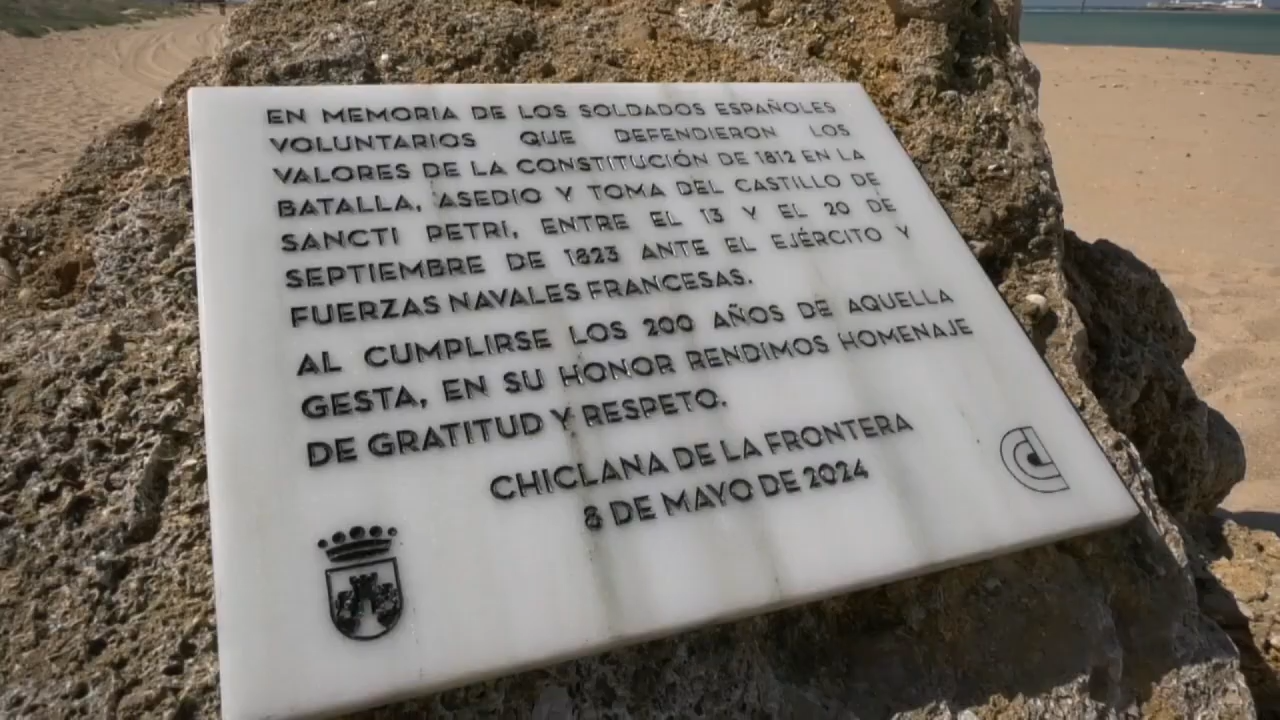 EN MEMORIA DE LOS SOLDADOS ESPAÑOLES
VOLUNTARIOS QUE DEFENDIERON LOS
VALORES DE LA CONSTITUCIÓN DE 1812 EN LA
BATALLA, ASEDIO Y TOMA DEL CASTILLO DE
SANCTI PETRI, ENTRE EL 13 Y EL 20 DE
SEPTIEMBRE DE 1823 ANTE EL EJÉRCITO Y
FUERZAS NAVALES FRANCESAS.
AL CUMPLIRSE LOS 200 AÑOS DE AQUELLA
GESTA, EN SU HONOR RENDIMOS HOMENAJE
DE GRATITUD Y RESPETO.
CHICLANA DE LA FRONTERA
8 DE MAYO DE 2024